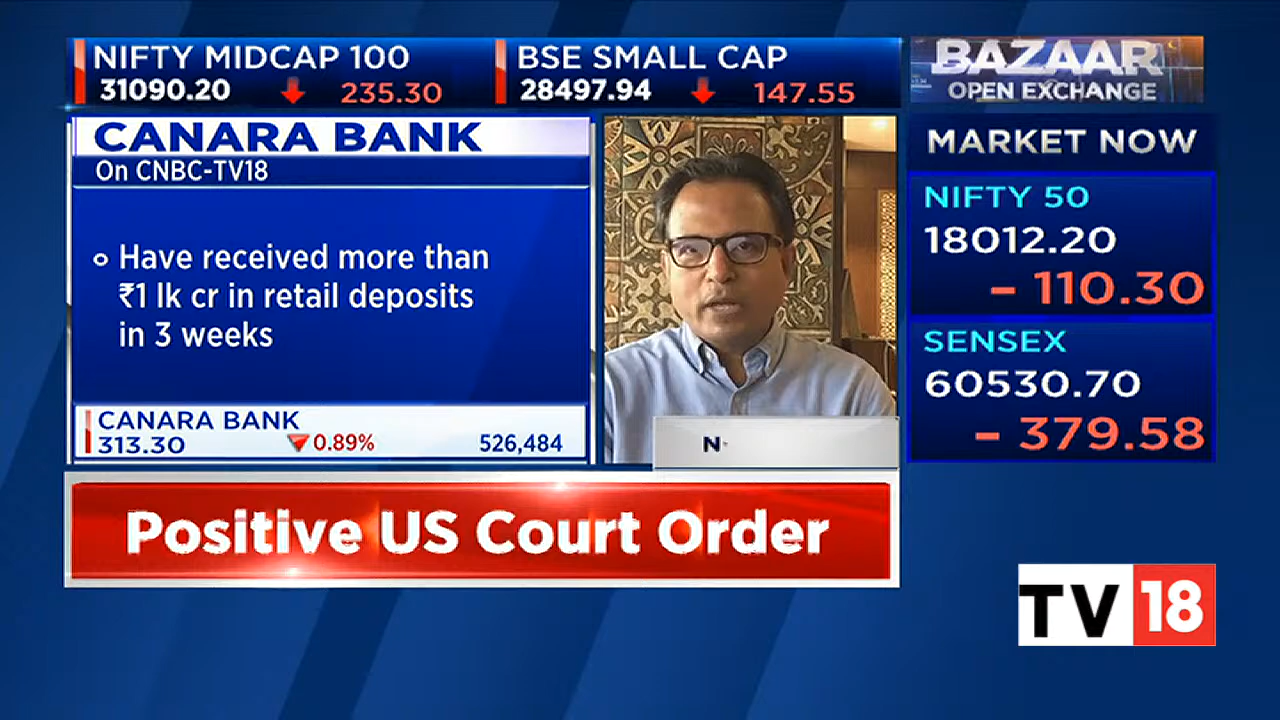 NIFTY MIDCAP 100
31090.20 235.30
BSE SMALL CAP
28497.94 147.55
BAZAAR
OPEN EXCHANGE
CANARA BANK
On CNBC-TV18
Have received more than
₹1 lk cr in retail deposits
in 3 weeks
CANARA BANK
313.30 0.89% 526,484
N
Positive US Court Order
MARKET NOW
NIFTY 50
18012.20
- 110.30
SENSEX
60530.70
- 379.58
TV18